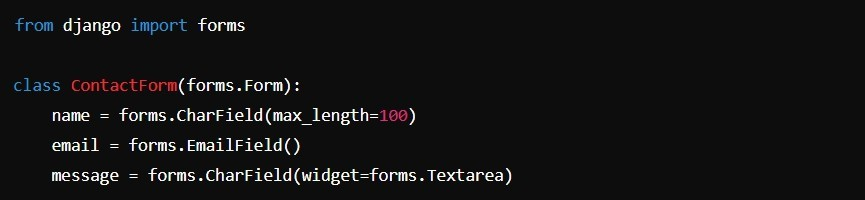 from django import forms
class ContactForm(forms.Form):
    name = forms.CharField(max_length=100)
    email = forms.EmailField()
    message = forms.CharField(widget=forms.Textarea)